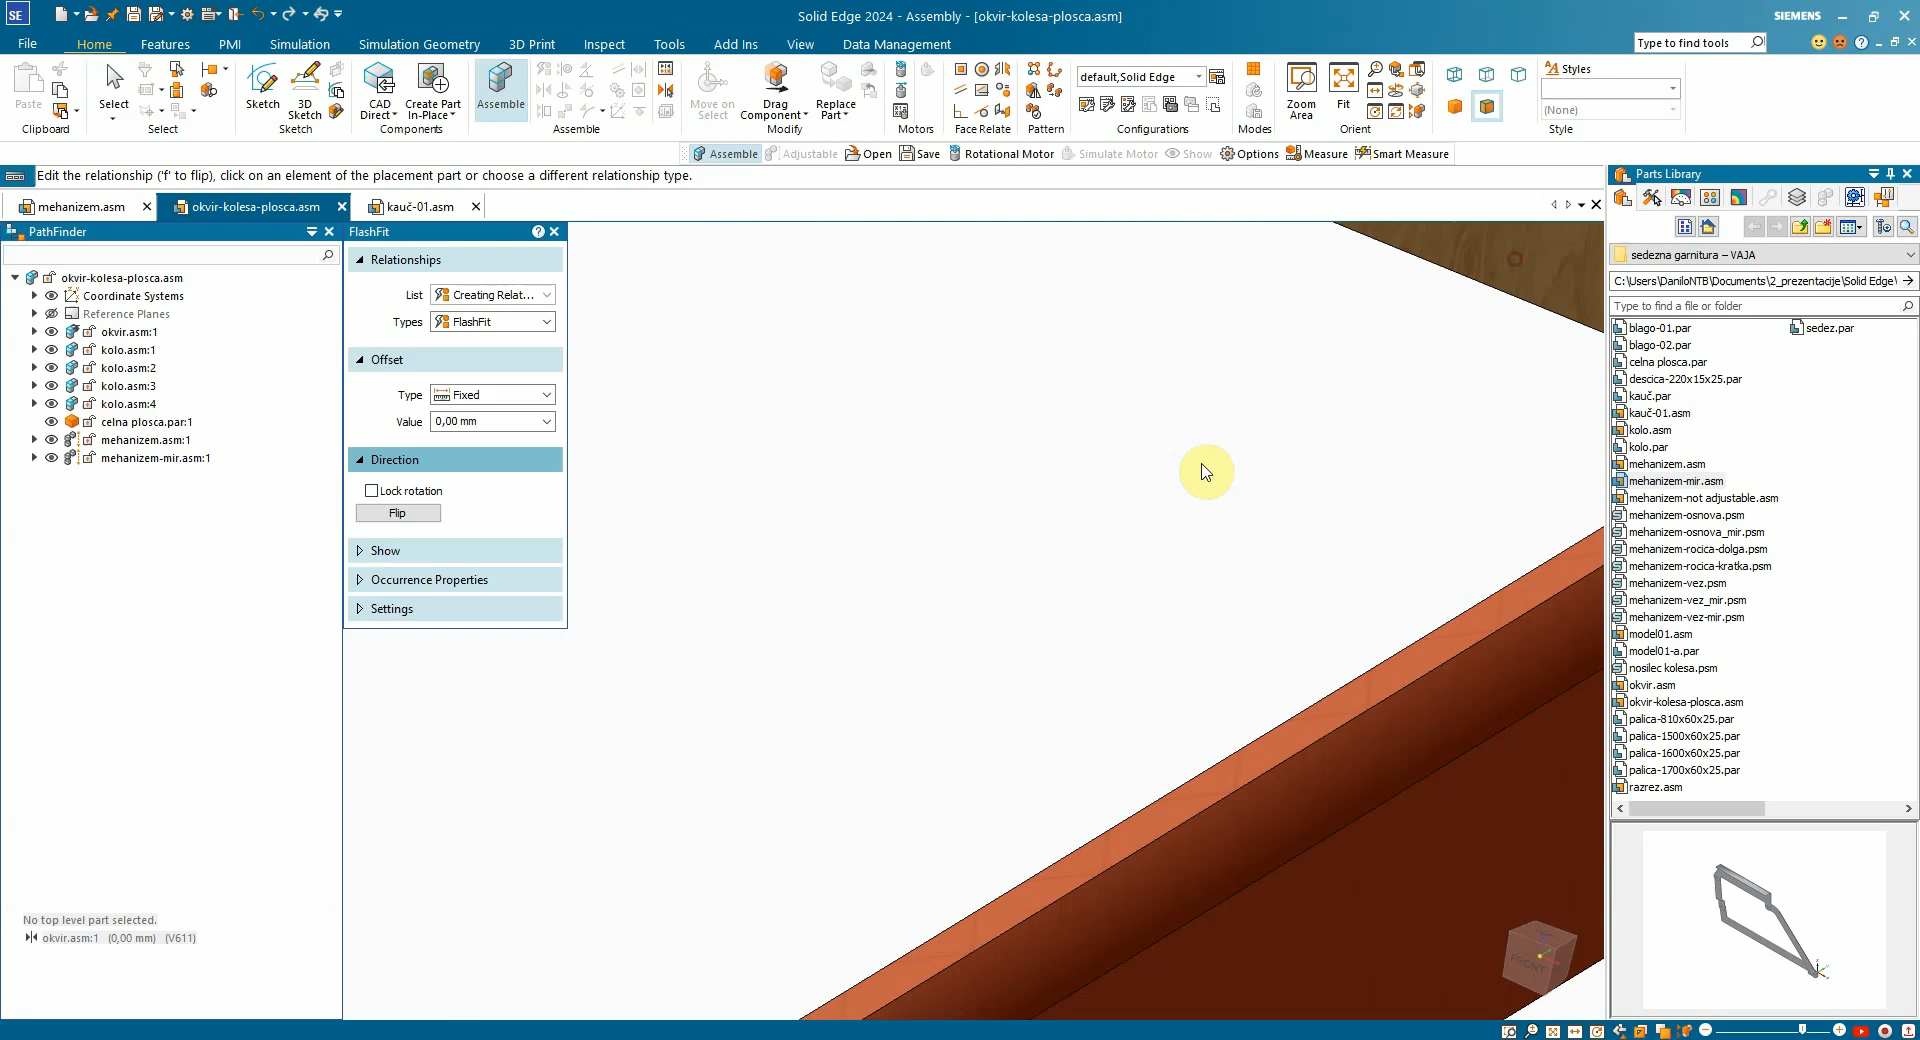 SE
Solid Edge 2024 - Assembly - [okvir-kolesa-plosca.asm]
SIEMENS
File
Home
Features
PMI
Simulation
Simulation Geometry
3D Print
Inspect
Tools
Add Ins
View
Data Management
Type to find tools
Paste
Clipboard
Select
Select
Sketch
3D
Sketch
Sketch
CAD
Direct
Create Part
In-Place
Components
Assemble
Assemble
Move on
Select
Drag
Component
Modify
Replace
Part
Motors
Face Relate
Pattern
default,Solid Edge
Configurations
Modes
Zoom
Area
Fit
Orient
Styles
(None)
Style
Assemble
Adjustable
Open
Save
Rotational Motor
Simulate Motor
Show
Options
Measure
Smart Measure
Edit the relationship ('f' to flip), click on an element of the placement part or choose a different relationship type.
mehanizem.asm
okvir-kolesa-plosca.asm
kauč-01.asm
PathFinder
okvir-kolesa-plosca.asm
Coordinate Systems
Reference Planes
okvir.asm:1
kolo.asm:1
kolo.asm:2
kolo.asm:3
kolo.asm:4
celna plosca.par:1
mehanizem.asm:1
mehanizem-mir.asm:1
No top level part selected.
okvir.asm:1 (0,00 mm) (V611)
FlashFit
Relationships
List Creating Relat...
Types FlashFit
Offset
Type Fixed
Value 0,00 mm
Direction
Lock rotation
Flip
Show
Occurrence Properties
Settings
FRONT
Parts Library
sedezna garnitura – VAJA
C:\Users\DaniloNTB\Documents\2_prezentacije\Solid Edge\
Type to find a file or folder
blago-01.par
blago-02.par
celna plosca.par
descica-220x15x25.par
kauč.par
kauč-01.asm
kolo.asm
kolo.par
mehanizem.asm
mehanizem-mir.asm
mehanizem-not adjustable.asm
mehanizem-osnova.psm
mehanizem-osnova_mir.psm
mehanizem-rocica-dolga.psm
mehanizem-rocica-kratka.psm
mehanizem-vez.psm
mehanizem-vez_mir.psm
mehanizem-vez-mir.psm
model01.asm
model01-a.par
nosilec kolesa.psm
okvir.asm
okvir-kolesa-plosca.asm
palica-810x60x25.par
palica-1500x60x25.par
palica-1600x60x25.par
palica-1700x60x25.par
razrez.asm
sedez.par